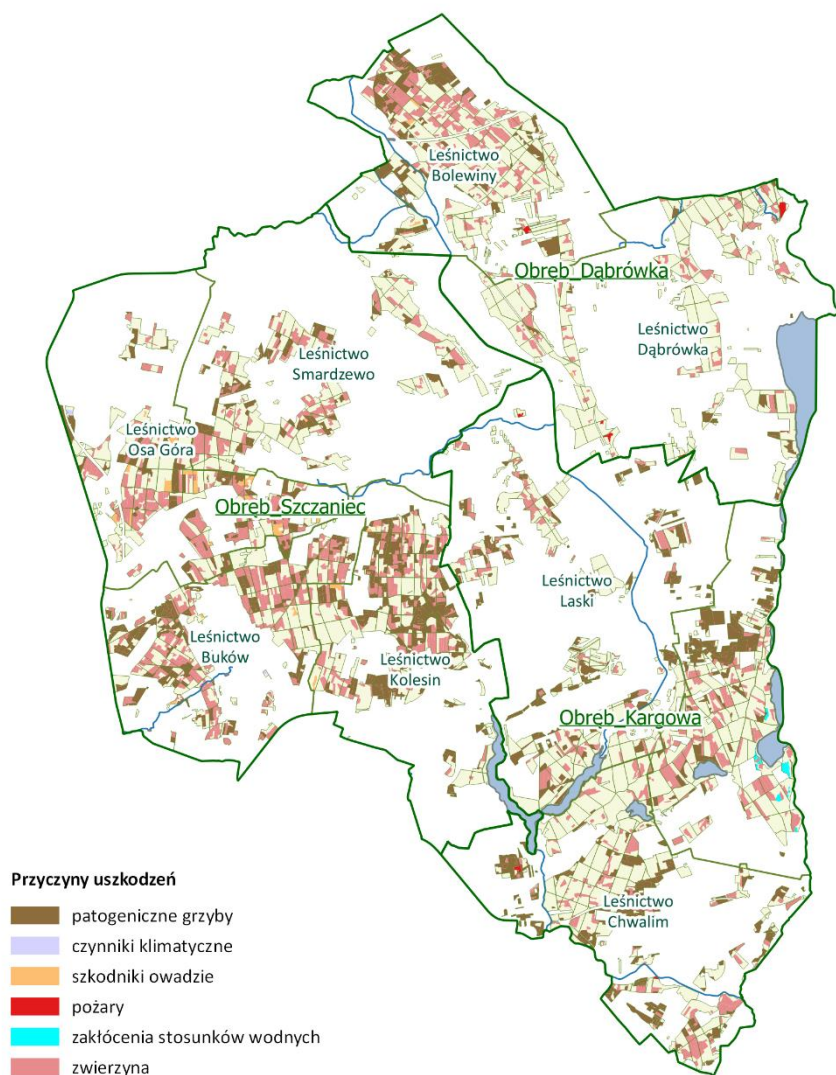 Leśnictwo
Bolewiny
Obręb_Dąbrówka
Leśnictwo
Dąbrówka
Leśnictwo
Smardzewo
Leśnictwo
Osa Góra
Obręb_Szczaniec
Leśnictwo
Laski
Leśnictwo
Buków
Leśnictwo
Kolesin
Obręb_Kargowa
Leśnictwo
Chwalim
Przyczyny uszkodzeń
patogeniczne grzyby
czynniki klimatyczne
szkodniki owadzie
pożary
zakłócenia stosunków wodnych
zwierzyna